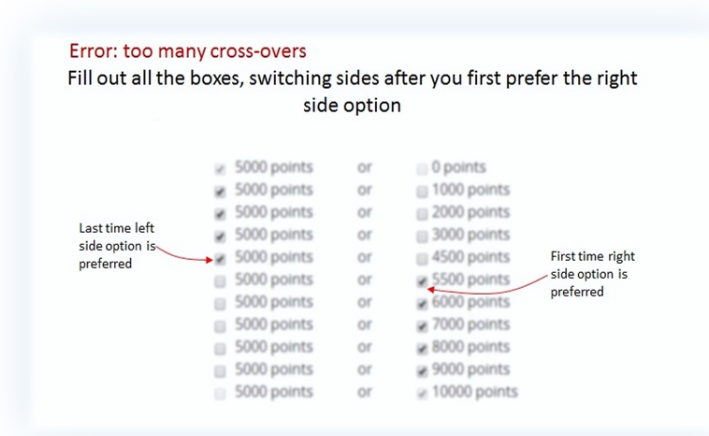 Error: too many cross-overs
Fill out all the boxes, switching sides after you first prefer the right
side option
5000 points or 0 points
5000 points or 1000 points
5000 points or 2000 points
5000 points or 3000 points
5000 points or 4500 points
5000 points or 5500 points
5000 points or 6000 points
5000 points or 7000 points
5000 points or 8000 points
5000 points or 9000 points
5000 points or 10000 points
Last time left
side option is
preferred
First time right
side option is
preferred